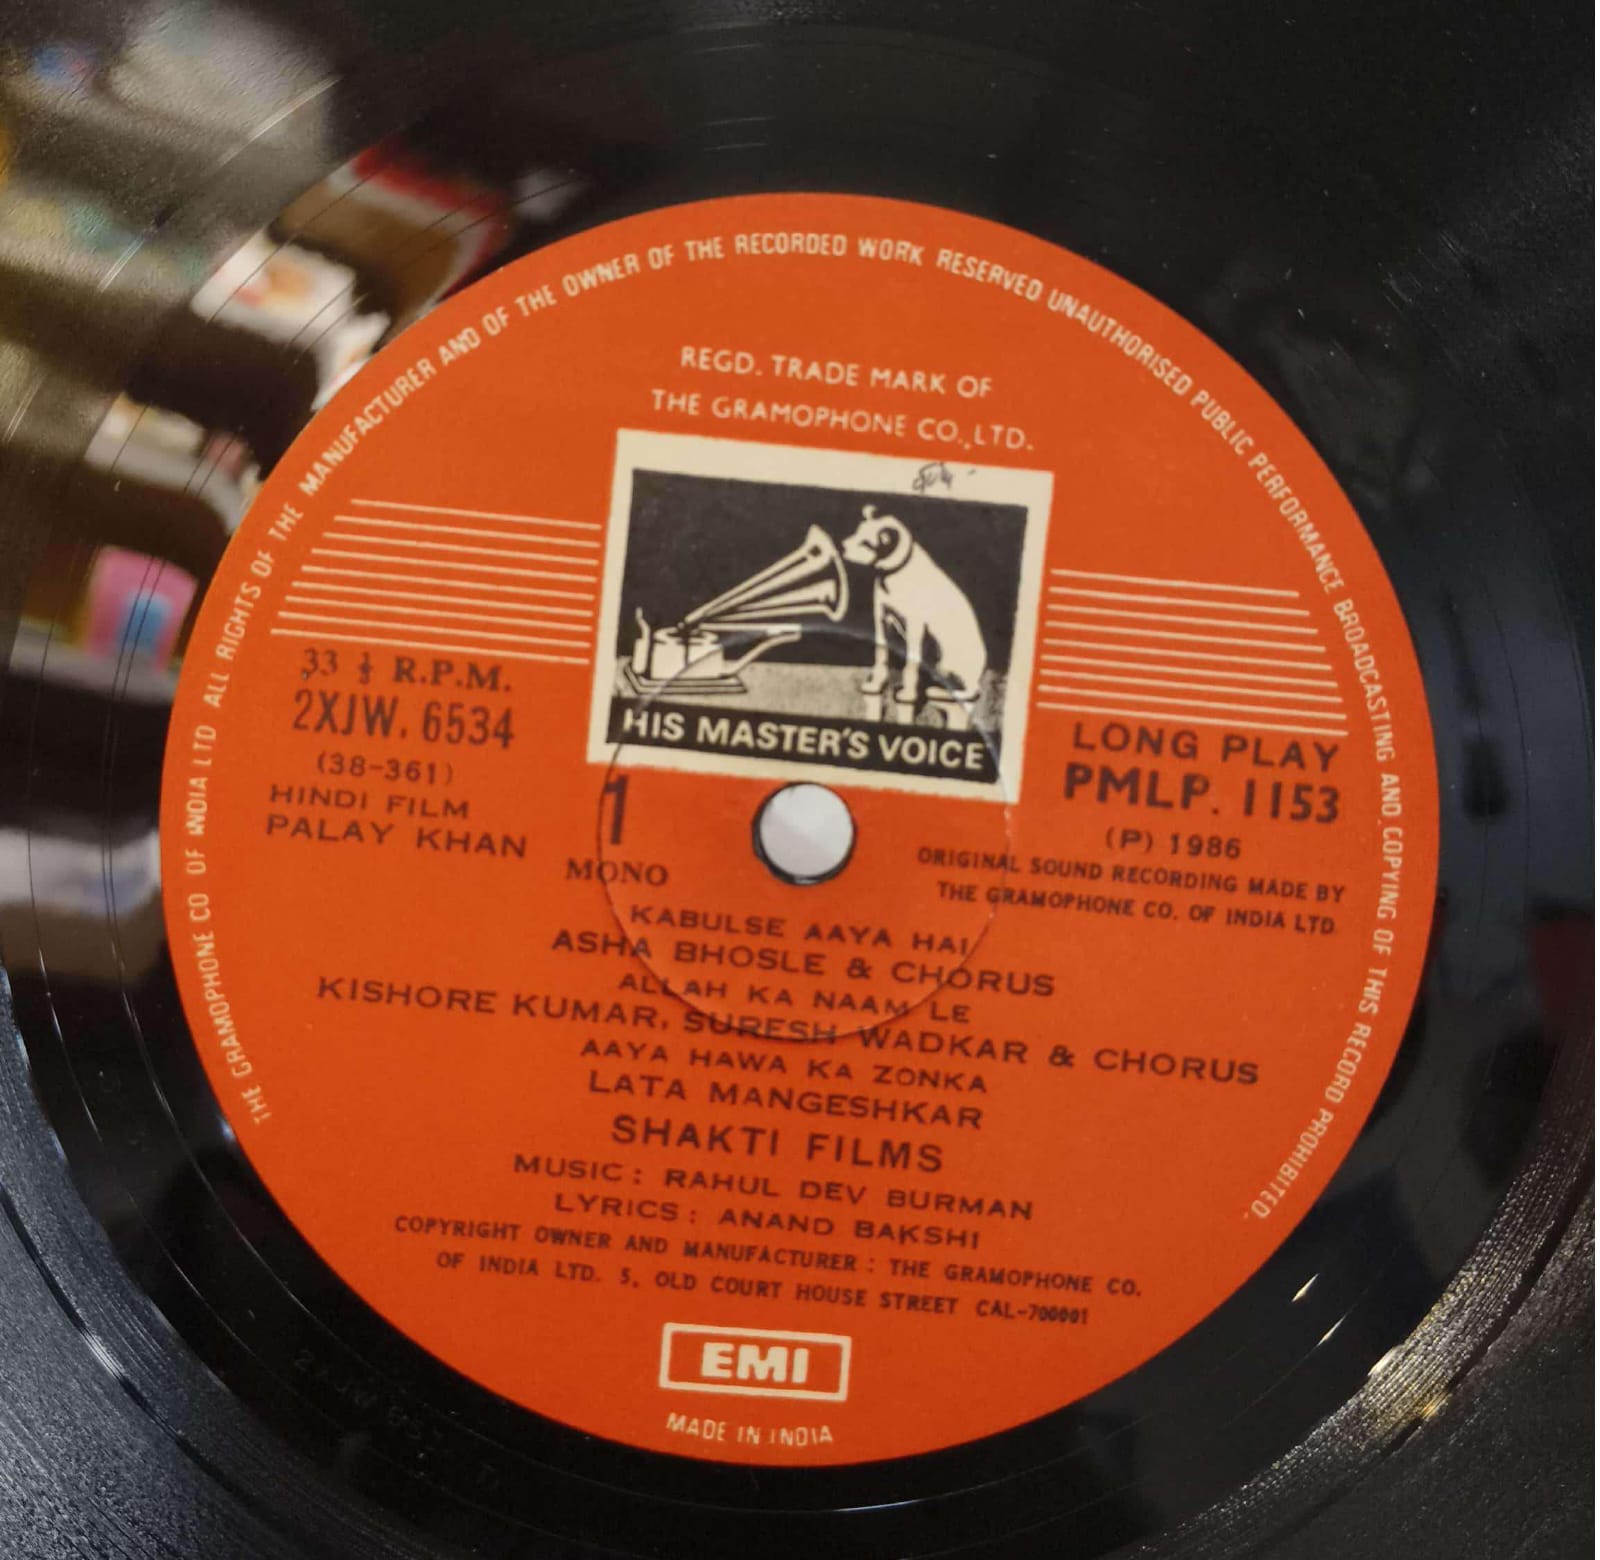 THE GRAMOPHONE CO OF INDIA LTD ALL RIGHTS OF THE MANUFACTURER AND OF THE OWNER OF THE RECORDED WORK RESERVED UNAUTHORISED PUBLIC PERFORMANCE BROADCASTING AND COPYING OF THIS RECORD PROHIBITED.
REGD. TRADE MARK OF
THE GRAMOPHONE CO., LTD.
HIS MASTER'S VOICE
33 1/3 R.P.M.
2XJW. 6534
(38-361)
HINDI FILM
PALAY KHAN
1
MONO
LONG PLAY
PMLP. 1153
(P) 1986
ORIGINAL SOUND RECORDING MADE BY
THE GRAMOPHONE CO. OF INDIA LTD
KABULSE AAYA HAI
ASHA BHOSLE & CHORUS
ALLAH KA NAAM LE
KISHORE KUMAR, SURESH WADKAR & CHORUS
AAYA HAWA KA ZONKA
LATA MANGESHKAR
SHAKTI FILMS
MUSIC : RAHUL DEV BURMAN
LYRICS : ANAND BAKSHI
COPYRIGHT OWNER AND MANUFACTURER : THE GRAMOPHONE CO.
OF INDIA LTD. 5, OLD COURT HOUSE STREET CAL-700001
EMI
MADE IN INDIA